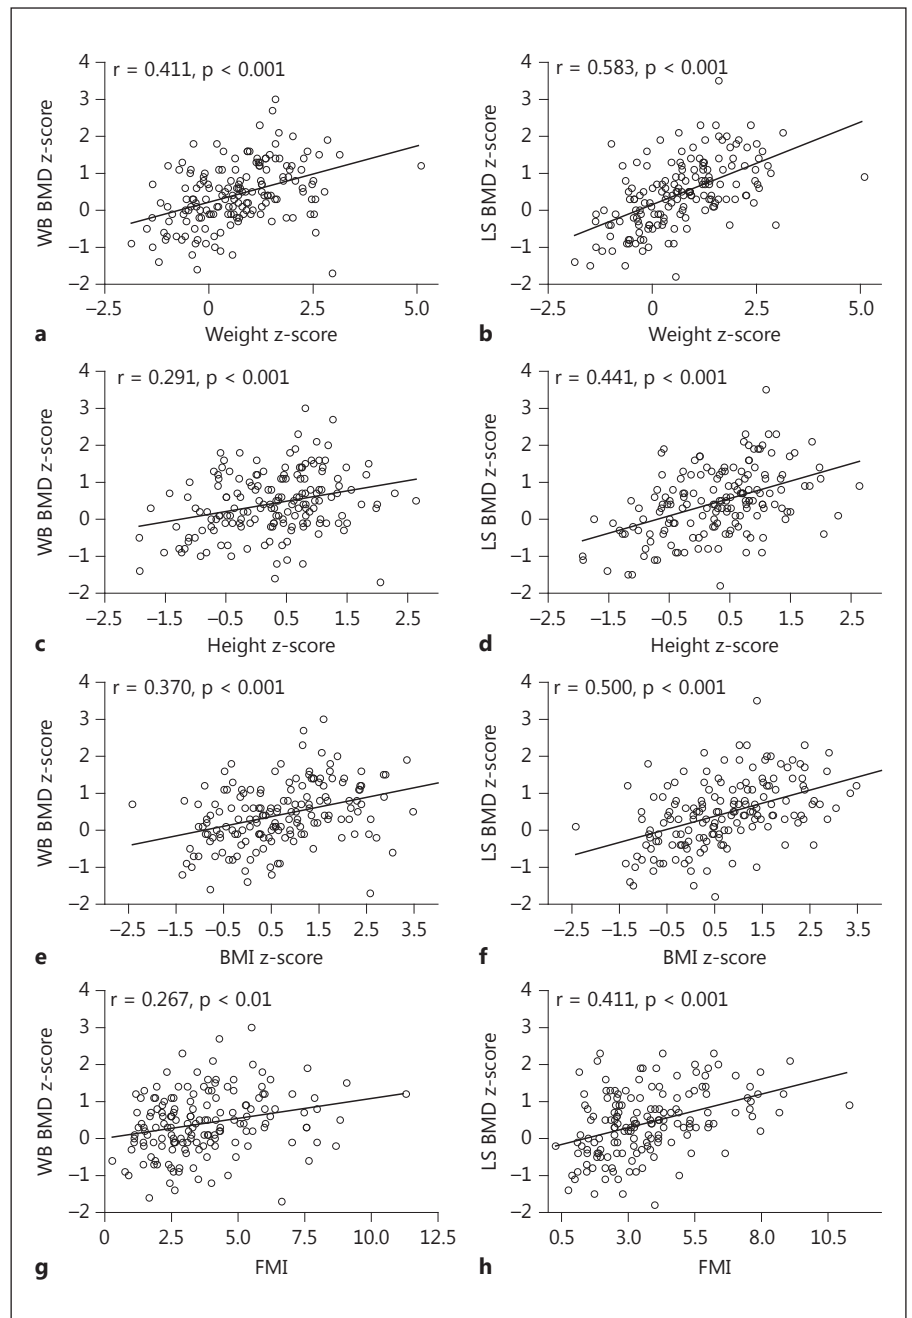 r = 0.411, p < 0.001
WB BMD z-score
4
3
2
1
0
−1
−2
−2.5 0 2.5 5.0
Weight z-score
a
r = 0.583, p < 0.001
LS BMD z-score
4
3
2
1
0
−1
−2
−2.5 0 2.5 5.0
Weight z-score
b
r = 0.291, p < 0.001
WB BMD z-score
4
3
2
1
0
−1
−2
−2.5 −1.5 −0.5 0.5 1.5 2.5
Height z-score
c
r = 0.441, p < 0.001
LS BMD z-score
4
3
2
1
0
−1
−2
−2.5 −1.5 −0.5 0.5 1.5 2.5
Height z-score
d
r = 0.370, p < 0.001
WB BMD z-score
4
3
2
1
0
−1
−2
−2.5 −1.5 −0.5 0.5 1.5 2.5 3.5
BMI z-score
e
r = 0.500, p < 0.001
LS BMD z-score
4
3
2
1
0
−1
−2
−2.5 −1.5 −0.5 0.5 1.5 2.5 3.5
BMI z-score
f
r = 0.267, p < 0.01
WB BMD z-score
4
3
2
1
0
−1
−2
0 2.5 5.0 7.5 10.0 12.5
FMI
g
r = 0.411, p < 0.001
LS BMD z-score
4
3
2
1
0
−1
−2
0.5 3.0 5.5 8.0 10.5
FMI
h